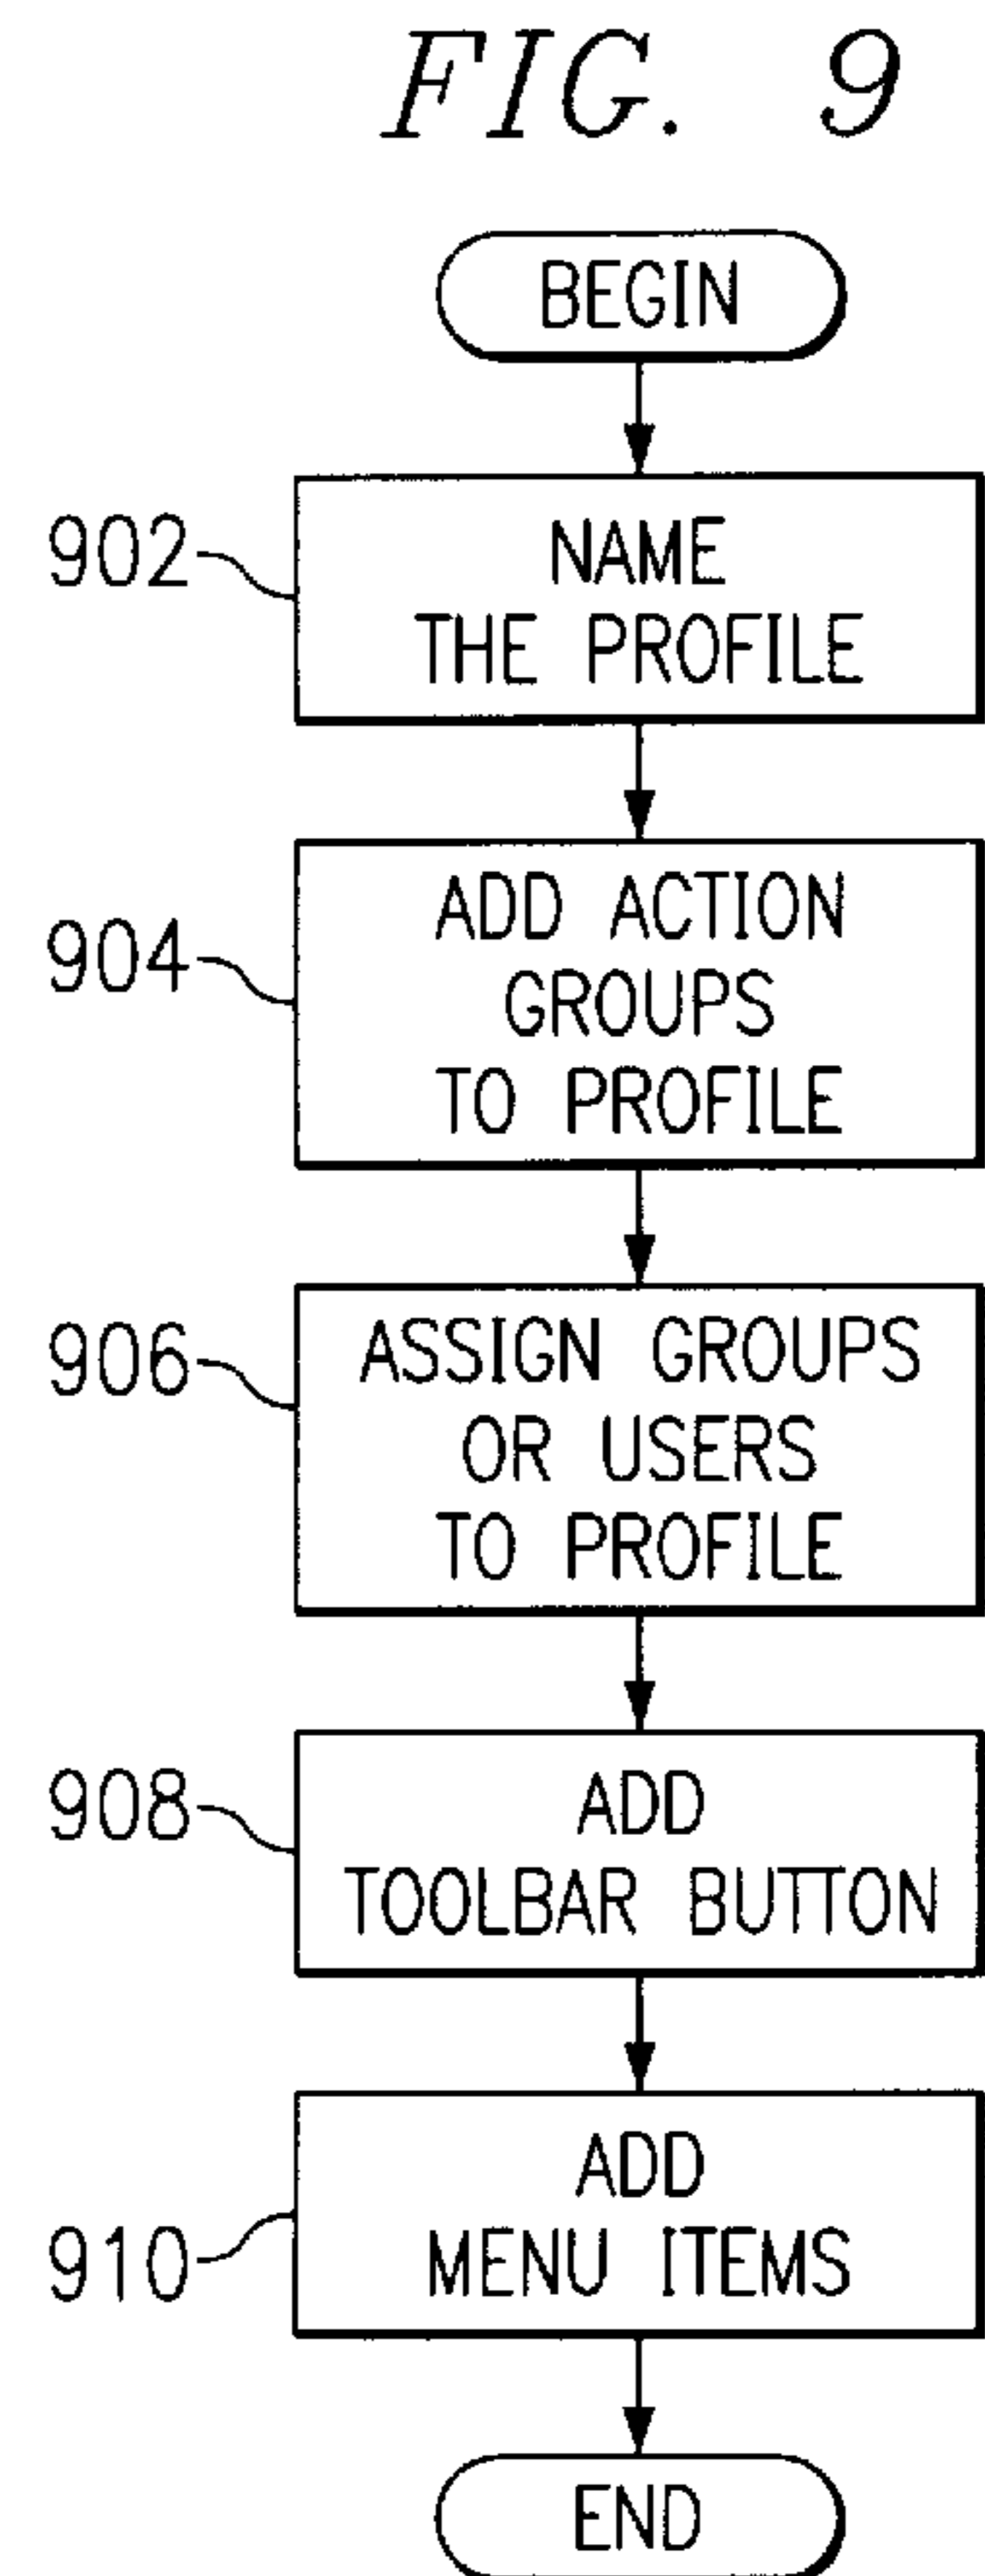 FIG. 9
BEGIN
902
NAME
THE PROFILE
904
ADD ACTION
GROUPS
TO PROFILE
906
ASSIGN GROUPS
OR USERS
TO PROFILE
908
ADD
TOOLBAR BUTTON
910
ADD
MENU ITEMS
END